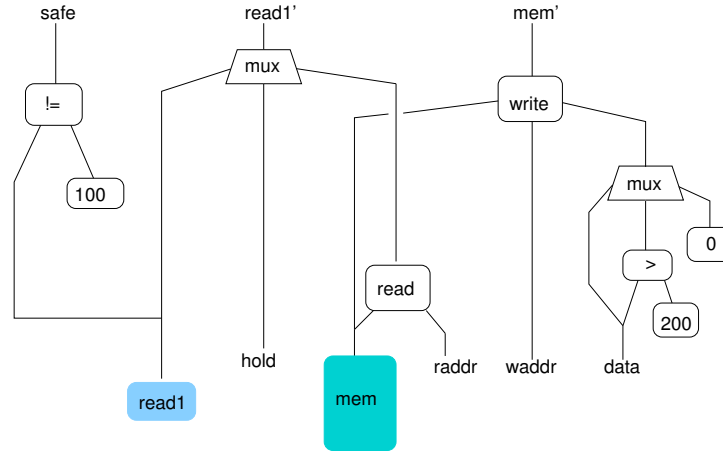 safe
read1’
mem’
mux
!=
write
100
mux
0
>
read
200
hold
raddr
waddr
data
read1
mem